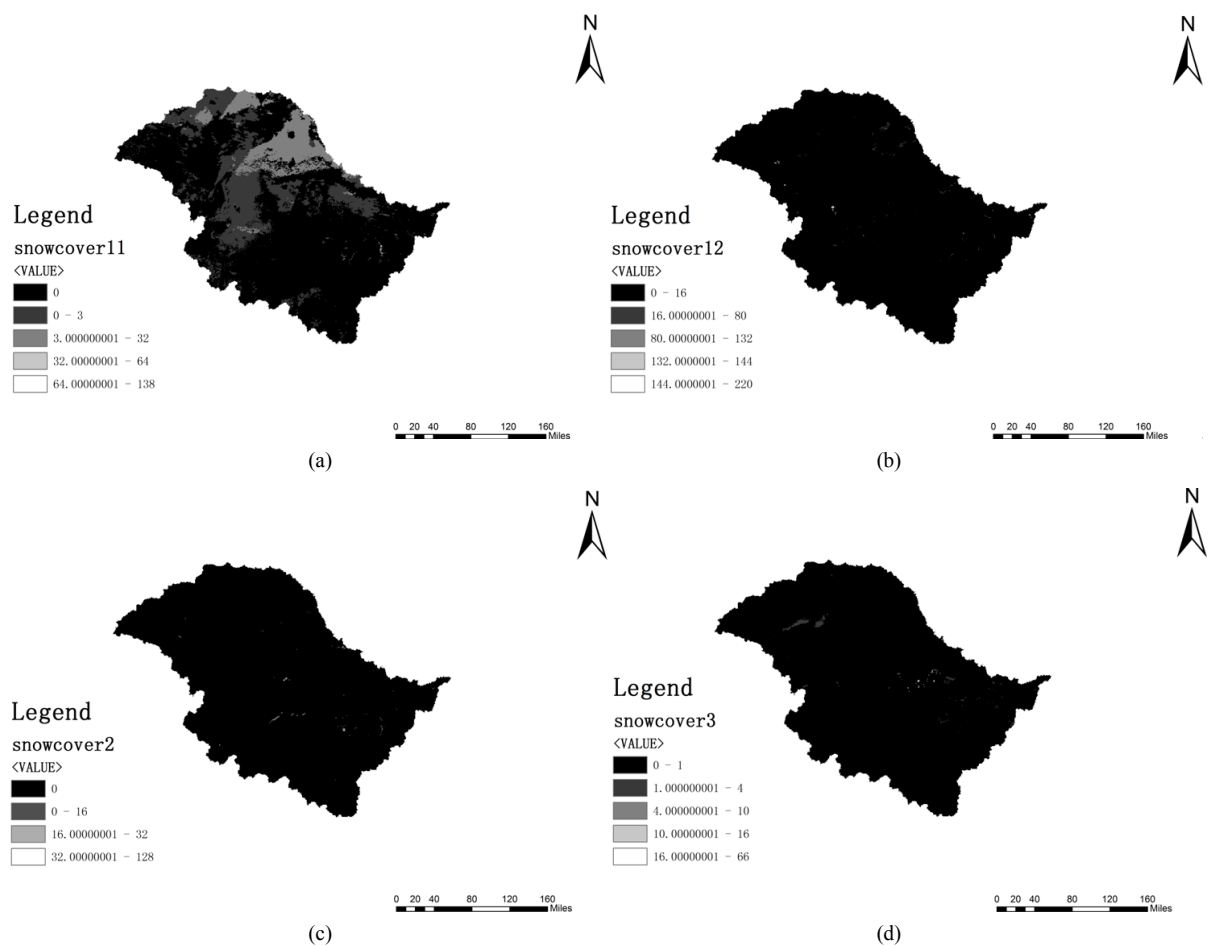 N
Legend
snowcover11
<VALUE>
0
0 - 3
3.000000001 - 32
32.00000001 - 64
64.00000001 - 138
0 20 40 80 120 160
Miles
(a)
N
Legend
snowcover12
<VALUE>
0 - 16
16.00000001 - 80
80.00000001 - 132
132.0000001 - 144
144.0000001 - 220
0 20 40 80 120 160
Miles
(b)
N
Legend
snowcover2
<VALUE>
0
0 - 16
16.00000001 - 32
32.00000001 - 128
0 20 40 80 120 160
Miles
(c)
N
Legend
snowcover3
<VALUE>
0 - 1
1.000000001 - 4
4.000000001 - 10
10.00000001 - 16
16.00000001 - 66
0 20 40 80 120 160
Miles
(d)